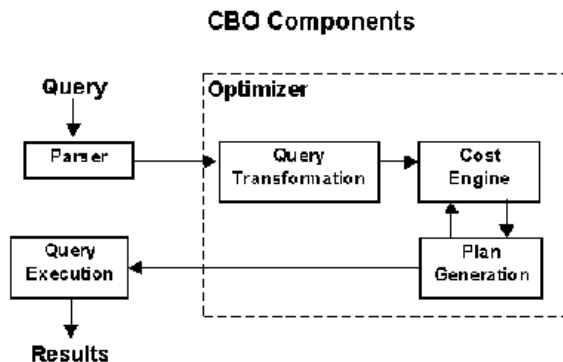 CBO Components
Query
Optimizer
Parser
Query
Transformation
Cost
Engine
Query
Execution
Plan
Generation
Results